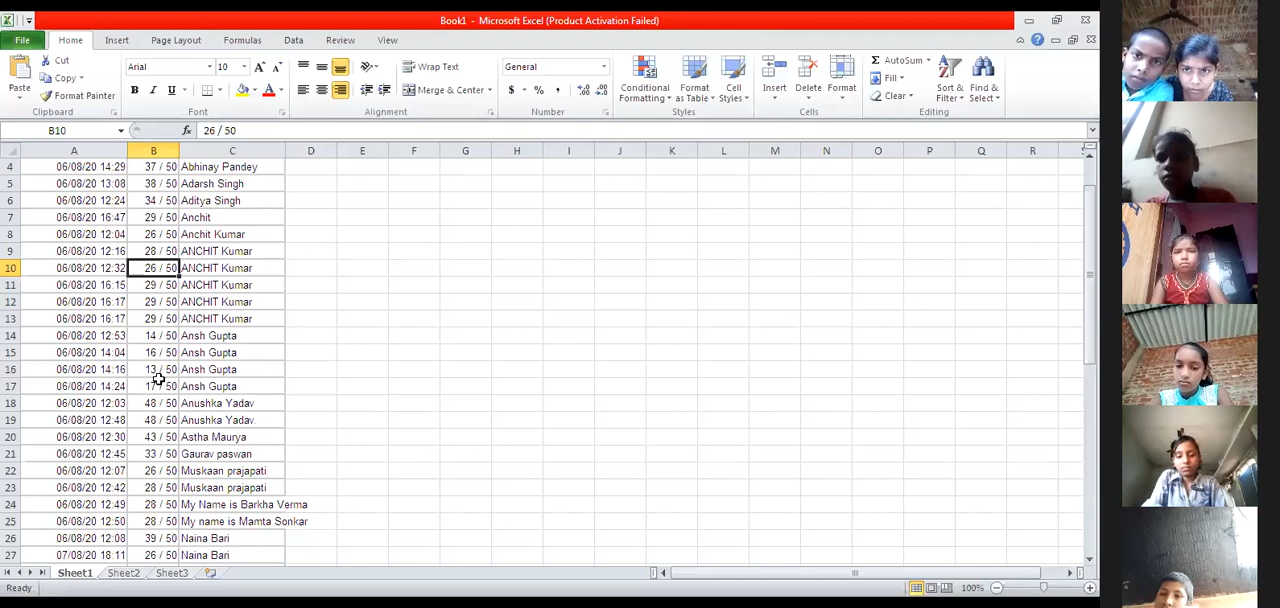 Book1 - Microsoft Excel (Product Activation Failed)
File Home Insert Page Layout Formulas Data Review View
Cut Arial 10 Wrap Text General AutoSum
Copy Fill
Paste Format Painter Merge & Center $ % , Conditional Formatting Format as Table Cell Styles Insert Delete Format Clear Sort & Filter Find & Select
Clipboard Font Alignment Number Styles Cells Editing
B10 fx 26 / 50
A B C D E F G H I J K L M N O P Q R
4 06/08/20 14:29 37 / 50 Abhinay Pandey
5 06/08/20 13:08 38 / 50 Adarsh Singh
6 06/08/20 12:24 34 / 50 Aditya Singh
7 06/08/20 16:47 29 / 50 Anchit
8 06/08/20 12:04 26 / 50 Anchit Kumar
9 06/08/20 12:16 28 / 50 ANCHIT Kumar
10 06/08/20 12:32 26 / 50 ANCHIT Kumar
11 06/08/20 16:15 29 / 50 ANCHIT Kumar
12 06/08/20 16:17 29 / 50 ANCHIT Kumar
13 06/08/20 16:17 29 / 50 ANCHIT Kumar
14 06/08/20 12:53 14 / 50 Ansh Gupta
15 06/08/20 14:04 16 / 50 Ansh Gupta
16 06/08/20 14:16 13 / 50 Ansh Gupta
17 06/08/20 14:24 17 / 50 Ansh Gupta
18 06/08/20 12:03 48 / 50 Anushka Yadav
19 06/08/20 12:48 48 / 50 Anushka Yadav.
20 06/08/20 12:30 43 / 50 Astha Maurya
21 06/08/20 12:45 33 / 50 Gaurav paswan
22 06/08/20 12:07 26 / 50 Muskaan prajapati
23 06/08/20 12:42 28 / 50 Muskaan prajapati
24 06/08/20 12:49 28 / 50 My Name is Barkha Verma
25 06/08/20 12:50 28 / 50 My name is Mamta Sonkar
26 06/08/20 12:08 39 / 50 Naina Bari
27 07/08/20 18:11 26 / 50 Naina Bari
Sheet1 Sheet2 Sheet3
Ready 100%